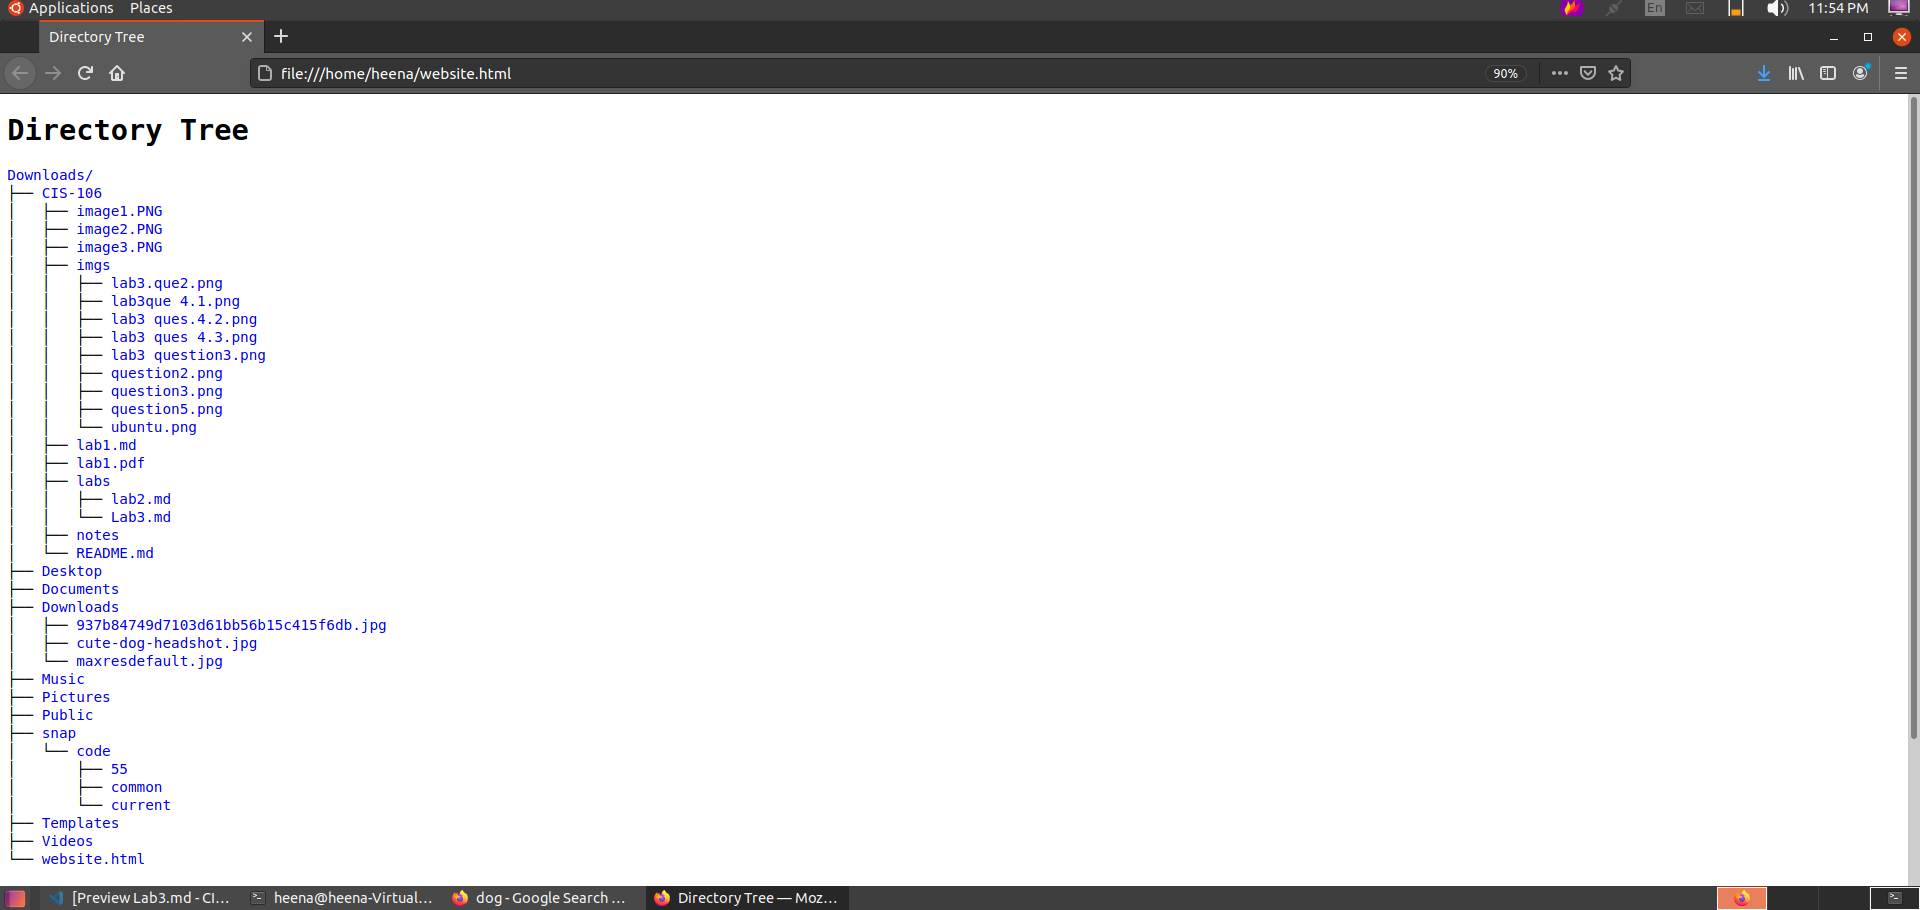 Applications Places En 11:54 PM
Directory Tree
file:///home/heena/website.html 90%
Directory Tree
Downloads/
├── CIS-106
│   ├── image1.PNG
│   ├── image2.PNG
│   ├── image3.PNG
│   ├── imgs
│   │   ├── lab3.que2.png
│   │   ├── lab3que 4.1.png
│   │   ├── lab3 ques.4.2.png
│   │   ├── lab3 ques 4.3.png
│   │   ├── lab3 question3.png
│   │   ├── question2.png
│   │   ├── question3.png
│   │   ├── question5.png
│   │   └── ubuntu.png
│   ├── lab1.md
│   ├── lab1.pdf
│   ├── labs
│   │   ├── lab2.md
│   │   └── Lab3.md
│   ├── notes
│   └── README.md
├── Desktop
├── Documents
├── Downloads
│   ├── 937b84749d7103d61bb56b15c415f6db.jpg
│   ├── cute-dog-headshot.jpg
│   └── maxresdefault.jpg
├── Music
├── Pictures
├── Public
├── snap
│   └── code
│       ├── 55
│       ├── common
│       └── current
├── Templates
├── Videos
└── website.html
[Preview Lab3.md - CI... heena@heena-Virtual... dog - Google Search ... Directory Tree — Moz...